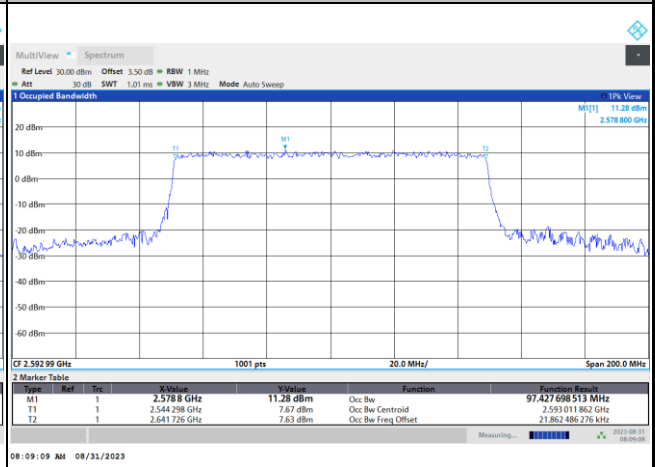 MultiView Spectrum
Ref Level 30.00 dBm Offset 3.50 dB RBW 1 MHz
Att 30 dB SWT 1.01 ms VBW 3 MHz Mode Auto Sweep
1 Occupied Bandwidth 1Pk View
M1[1] 11.28 dBm
2.578 800 GHz
20 dBm
M1
T1 T2
10 dBm
0 dBm
-10 dBm
-20 dBm
-30 dBm
-40 dBm
-50 dBm
-60 dBm
CF 2.592 99 GHz 1001 pts 20.0 MHz/ Span 200.0 MHz
2 Marker Table
Type Ref Trc X-Value Y-Value Function Function Result
M1 1 2.578 8 GHz 11.28 dBm Occ Bw 97.427 698 513 MHz
T1 1 2.544 298 GHz 7.67 dBm Occ Bw Centroid 2.593 011 862 GHz
T2 1 2.641 726 GHz 7.63 dBm Occ Bw Freq Offset 21.862 486 276 kHz
Measuring... 2023-08-31
08:09:08
08:09:09 AM 08/31/2023